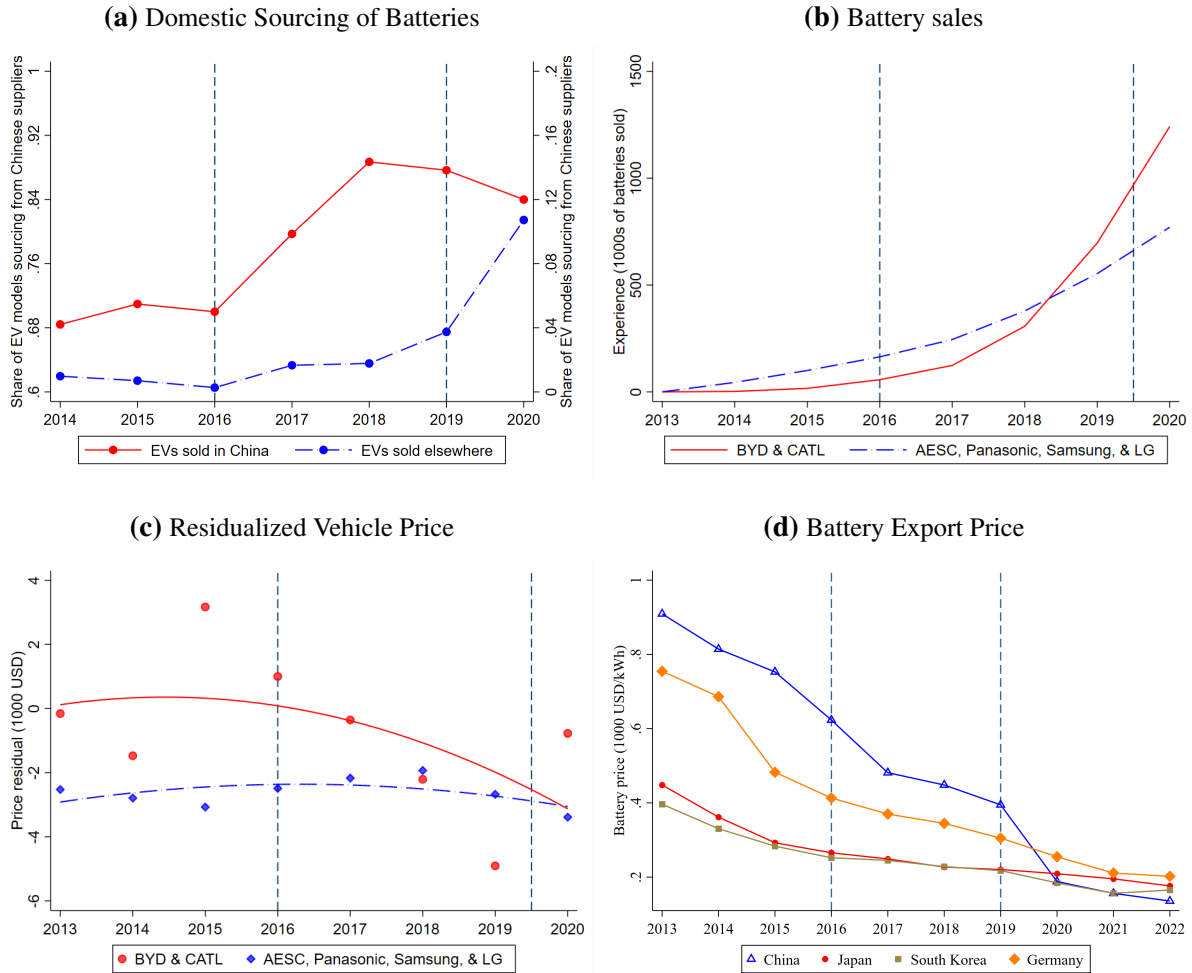 (a) Domestic Sourcing of Batteries
Share of EV models sourcing from Chinese suppliers
1
.92
.84
.76
.68
.6
.2
.16
.12
.08
.04
0
Share of EV models sourcing from Chinese suppliers
2014 2015 2016 2017 2018 2019 2020
EVs sold in China EVs sold elsewhere
(b) Battery sales
Experience (1000s of batteries sold)
1500
1000
500
0
2013 2014 2015 2016 2017 2018 2019 2020
BYD & CATL AESC, Panasonic, Samsung, & LG
(c) Residualized Vehicle Price
Price residual (1000 USD)
4
2
0
-2
-4
-6
2013 2014 2015 2016 2017 2018 2019 2020
BYD & CATL AESC, Panasonic, Samsung, & LG
(d) Battery Export Price
Battery price (1000 USD/kWh)
1
.8
.6
.4
.2
2013 2014 2015 2016 2017 2018 2019 2020 2021 2022
China Japan South Korea Germany